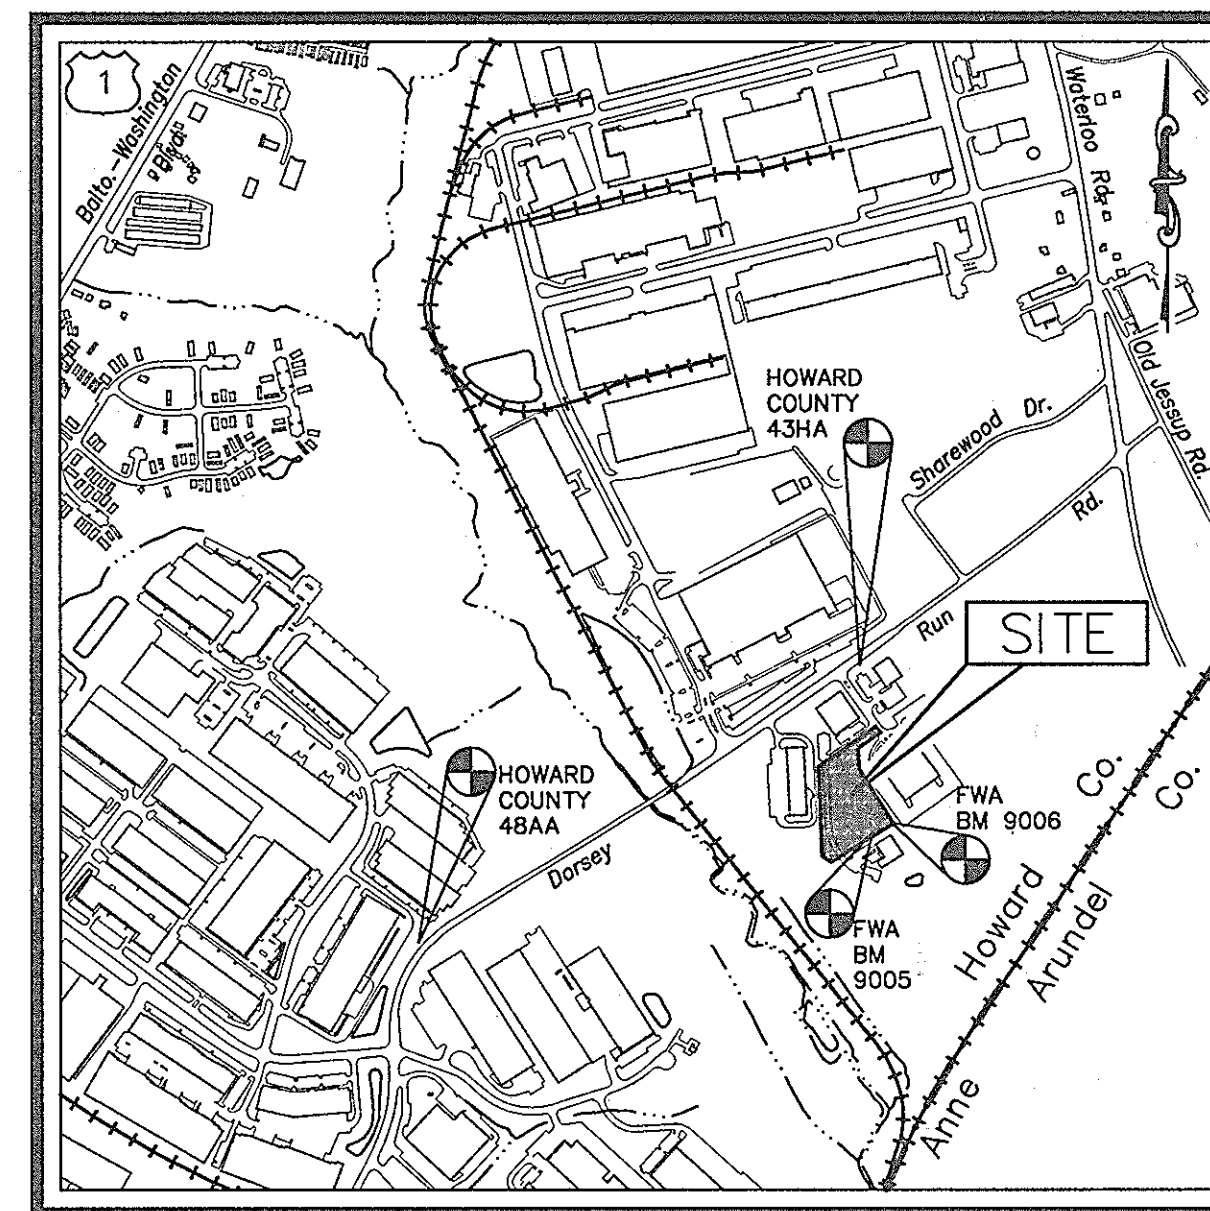 1
Balto.-Washington
Blvd.
Waterloo
Rd.
Old Jessup Rd.
HOWARD
COUNTY
43HA
Sharewood Dr.
Dorsey Run Rd.
SITE
HOWARD
COUNTY
48AA
FWA
BM 9006
FWA
BM
9005
Howard Co.
Anne Arundel Co.